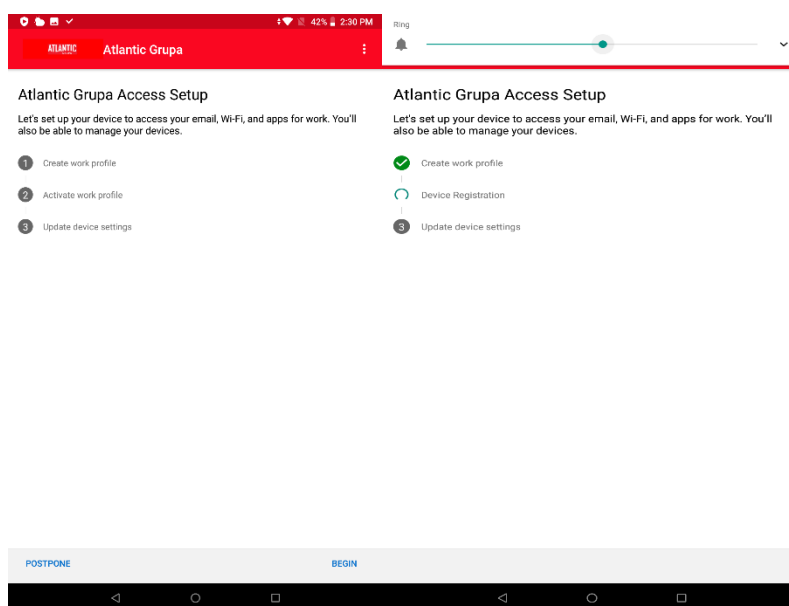 42% 2:30 PM
ATLANTIC
Atlantic Grupa
Atlantic Grupa Access Setup
Let's set up your device to access your email, Wi-Fi, and apps for work. You'll
also be able to manage your devices.
1 Create work profile
2 Activate work profile
3 Update device settings
POSTPONE
BEGIN
Ring
Atlantic Grupa Access Setup
Let's set up your device to access your email, Wi-Fi, and apps for work. You'll
also be able to manage your devices.
Create work profile
Device Registration
3 Update device settings